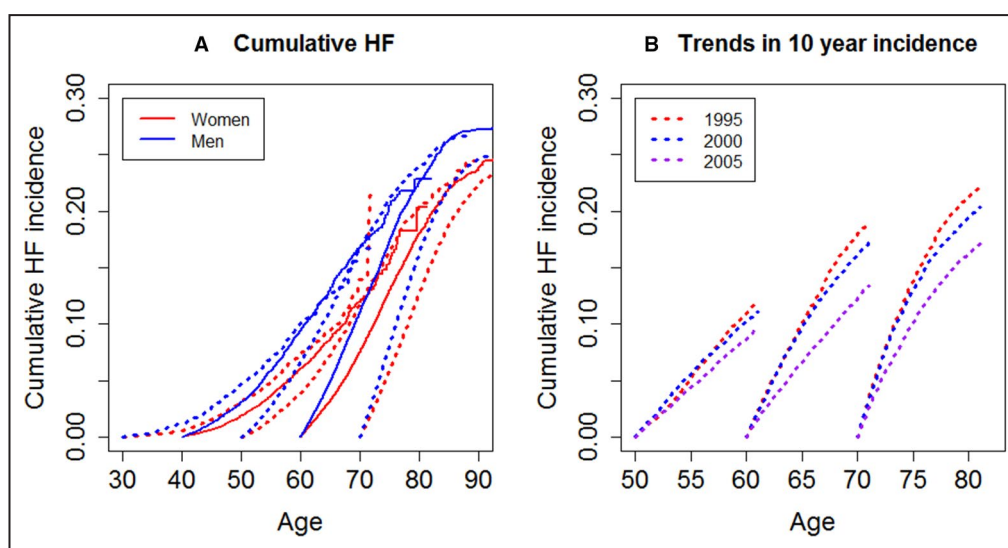 A Cumulative HF
Cumulative HF incidence
0.30
0.20
0.10
0.00
Women
Men
30 40 50 60 70 80 90
Age
B Trends in 10 year incidence
Cumulative HF incidence
0.30
0.20
0.10
0.00
1995
2000
2005
50 55 60 65 70 75 80
Age